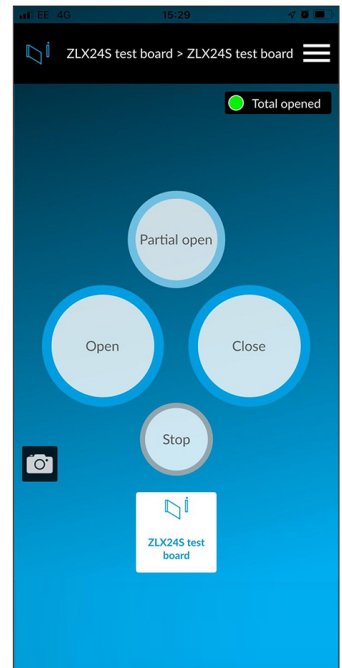 EE 4G
15:29
ZLX24S test board > ZLX24S test board
Total opened
Partial open
Open
Close
Stop
ZLX24S test
board